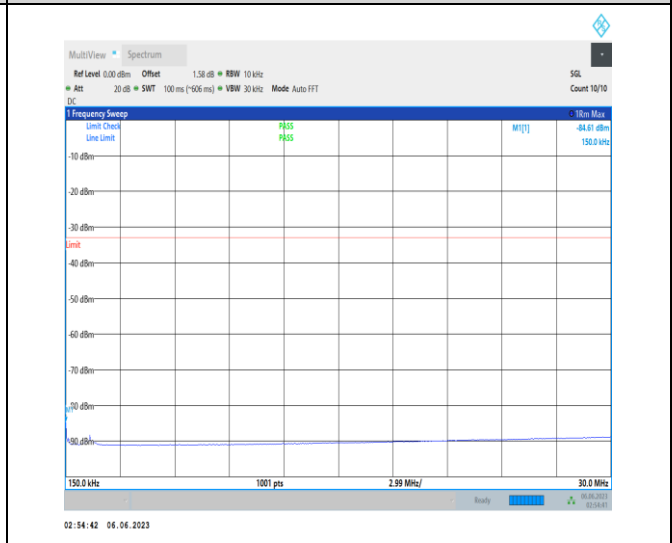 MultiView Spectrum
Ref Level 0.00 dBm Offset 1.58 dB RBW 10 kHz SGL
Att 20 dB SWT 100 ms (~606 ms) VBW 30 kHz Mode Auto FFT Count 10/10
DC
1 Frequency Sweep 1Rm Max
Limit Check PASS M1[1] -84.61 dBm
Line Limit PASS 150.0 kHz
-10 dBm
-20 dBm
-30 dBm
Limit
-40 dBm
-50 dBm
-60 dBm
-70 dBm
M1
-80 dBm
-90 dBm
150.0 kHz 1001 pts 2.99 MHz/ 30.0 MHz
Ready 06.06.2023
02:54:41
02:54:42 06.06.2023